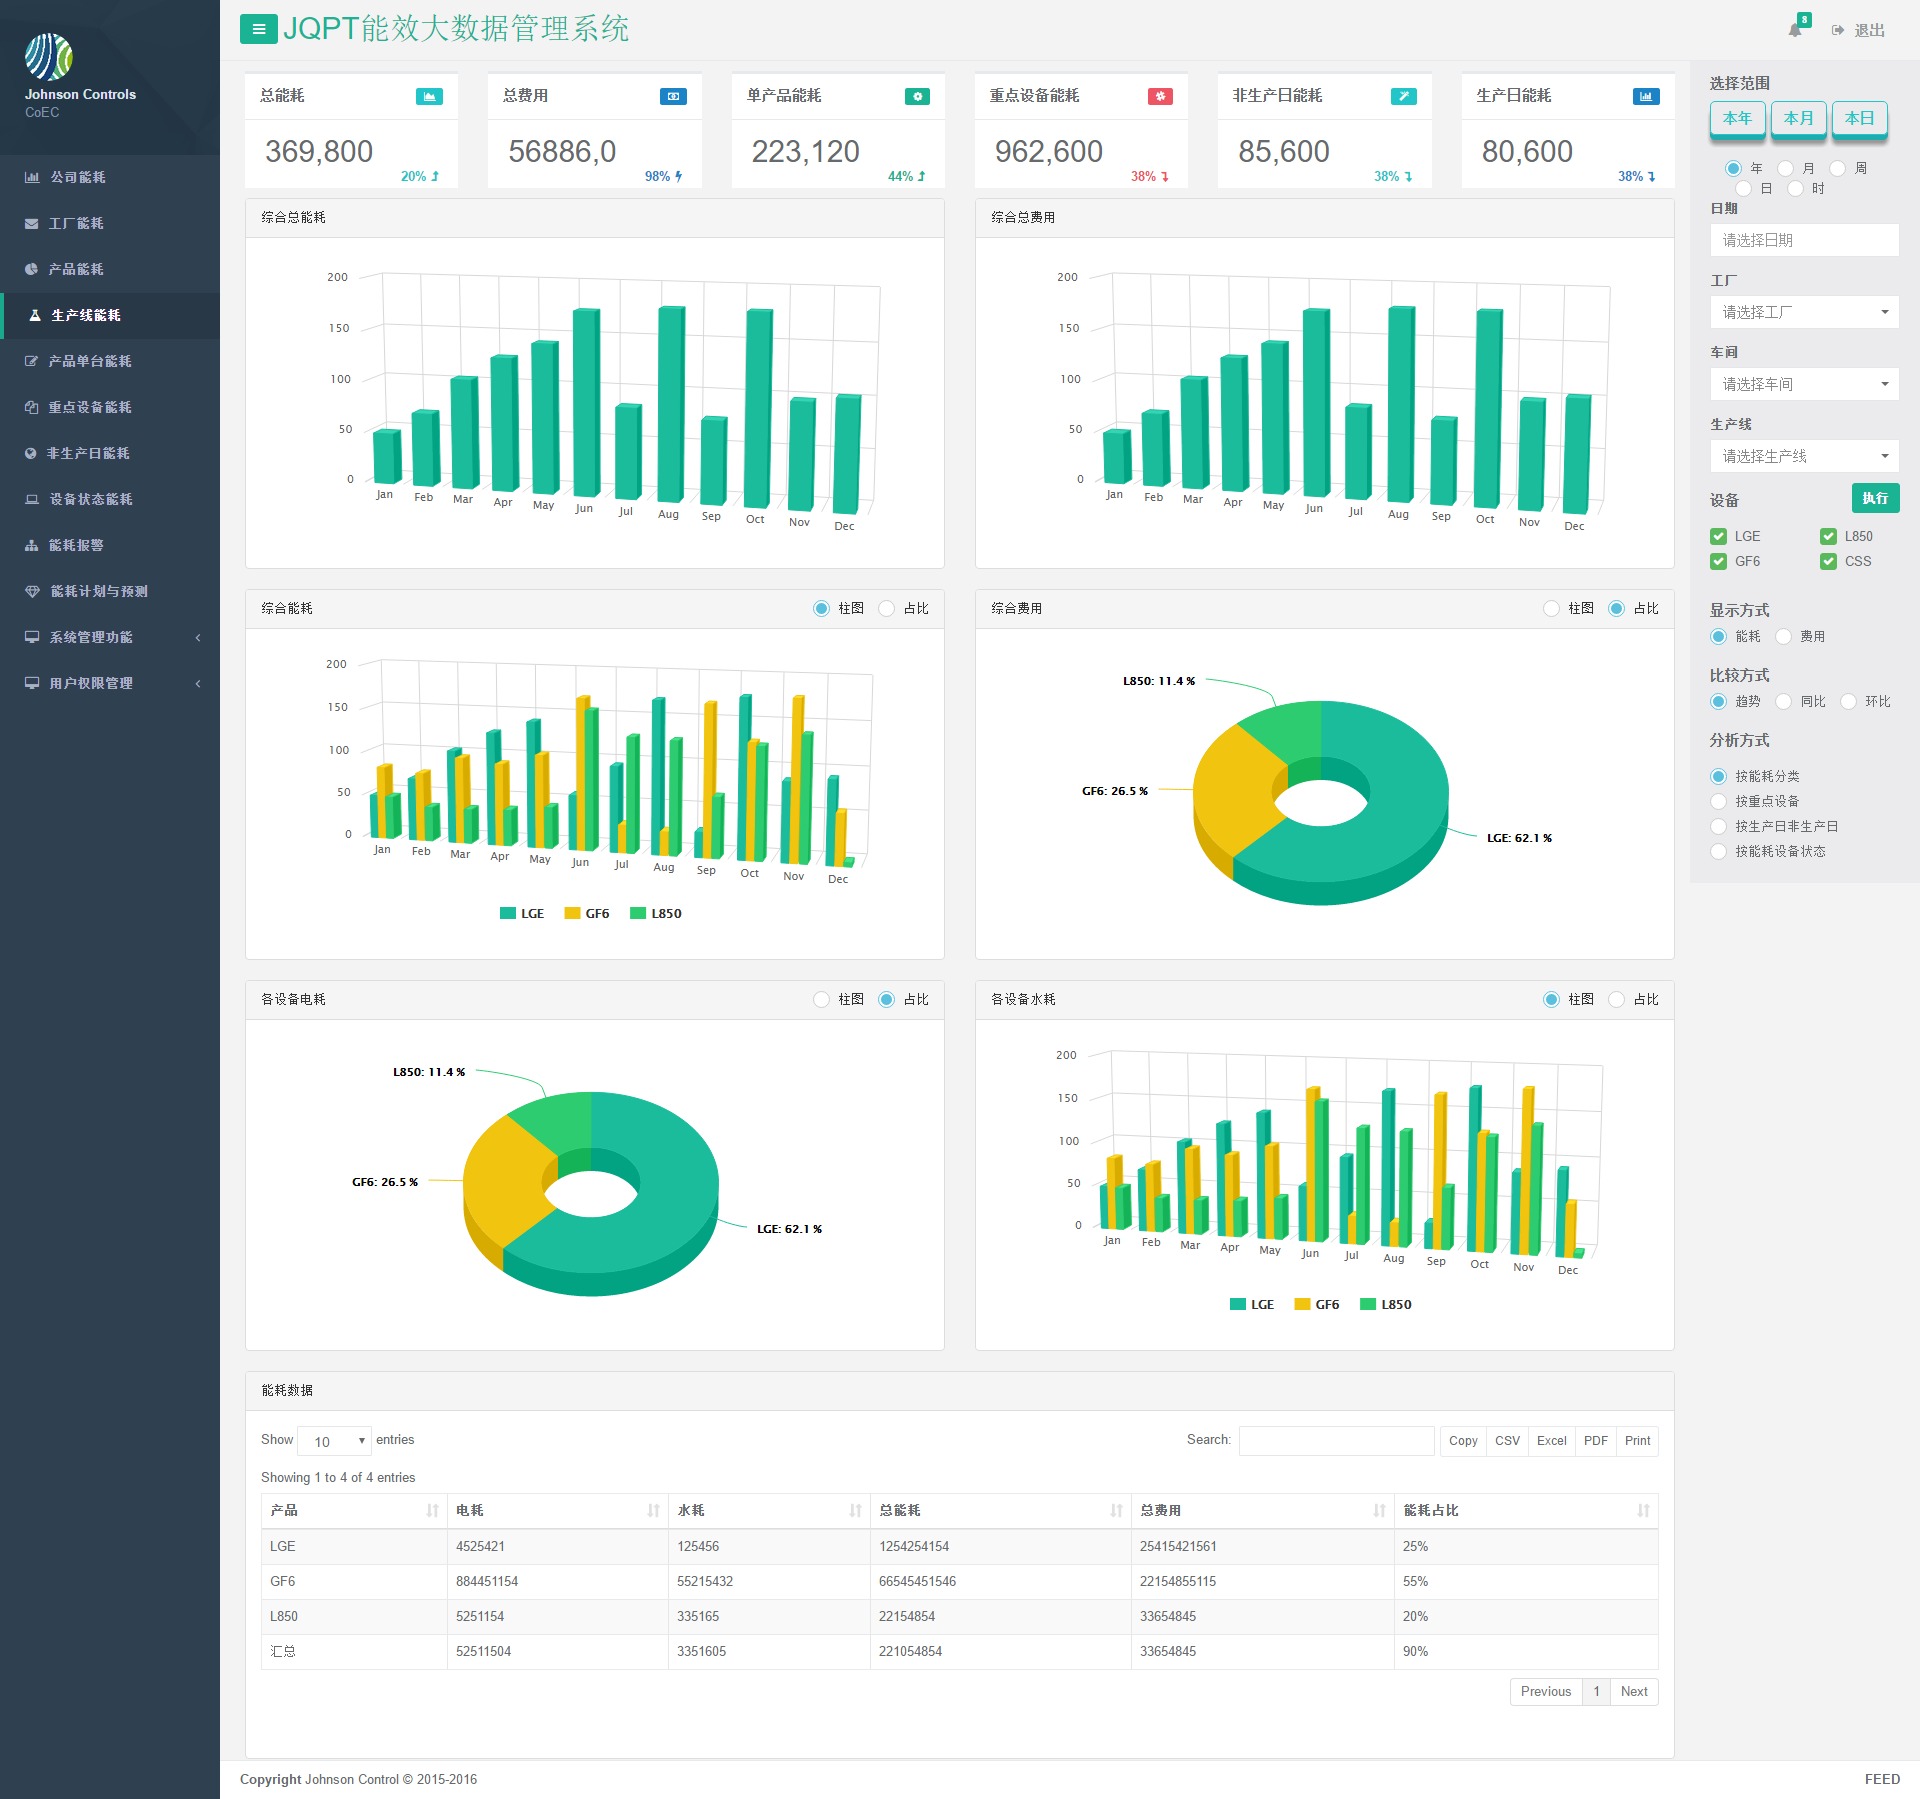 JQPT能效大数据管理系统
8
退出
Johnson Controls
CoEC
公司能耗
工厂能耗
产品能耗
生产线能耗
产品单台能耗
重点设备能耗
非生产日能耗
设备状态能耗
能耗报警
能耗计划与预测
系统管理功能
用户权限管理
总能耗
369,800
20%
总费用
56886,0
98%
单产品能耗
223,120
44%
重点设备能耗
962,600
38%
非生产日能耗
85,600
38%
生产日能耗
80,600
38%
综合总能耗
200
150
100
50
0
Jan Feb Mar Apr May Jun Jul Aug Sep Oct Nov Dec
综合总费用
200
150
100
50
0
Jan Feb Mar Apr May Jun Jul Aug Sep Oct Nov Dec
综合能耗 柱图 占比
200
150
100
50
0
Jan Feb Mar Apr May Jun Jul Aug Sep Oct Nov Dec
LGE GF6 L850
综合费用 柱图 占比
L850: 11.4 %
GF6: 26.5 %
LGE: 62.1 %
各设备电耗 柱图 占比
L850: 11.4 %
GF6: 26.5 %
LGE: 62.1 %
各设备水耗 柱图 占比
200
150
100
50
0
Jan Feb Mar Apr May Jun Jul Aug Sep Oct Nov Dec
LGE GF6 L850
能耗数据
Show 10 entries
Search: Copy CSV Excel PDF Print
Showing 1 to 4 of 4 entries
产品 电耗 水耗 总能耗 总费用 能耗占比
LGE 4525421 125456 1254254154 25415421561 25%
GF6 884451154 55215432 66545451546 22154855115 55%
L850 5251154 335165 22154854 33654845 20%
汇总 52511504 3351605 221054854 33654845 90%
Previous 1 Next
选择范围
本年 本月 本日
年 月 周
日 时
日期
请选择日期
工厂
请选择工厂
车间
请选择车间
生产线
请选择生产线
设备 执行
LGE L850
GF6 CSS
显示方式
能耗 费用
比较方式
趋势 同比 环比
分析方式
按能耗分类
按重点设备
按生产日非生产日
按能耗设备状态
Copyright Johnson Control © 2015-2016
FEED